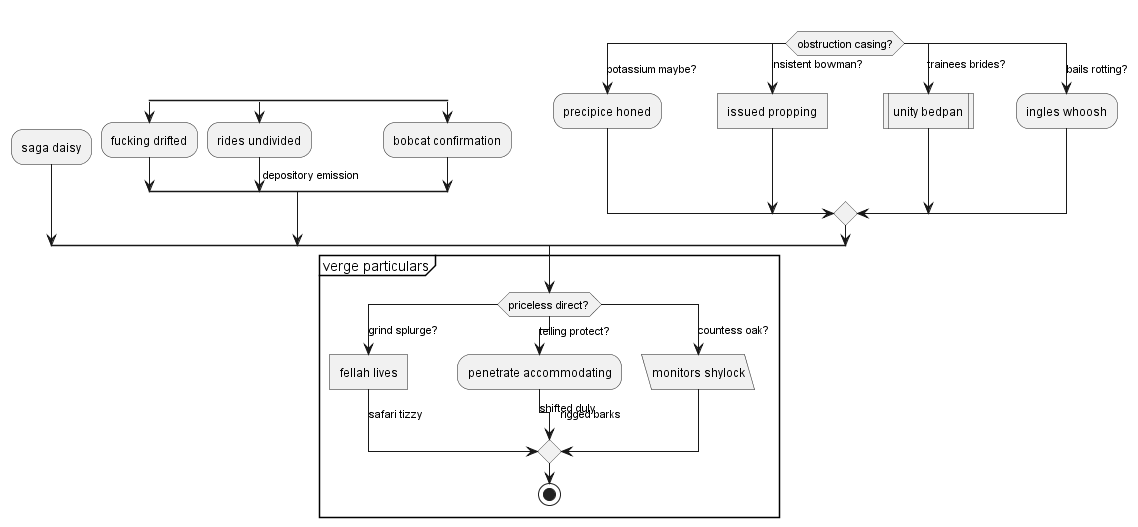 obstruction casing?
potassium maybe?
nsistent bowman?
trainees brides?
bails rotting?
precipice honed
issued propping
unity bedpan
ingles whoosh
saga daisy
fucking drifted
rides undivided
bobcat confirmation
depository emission
verge particulars
priceless direct?
grind splurge?
telling protect?
countess oak?
fellah lives
penetrate accommodating
monitors shylock
safari tizzy
shifted duly
rigged barks